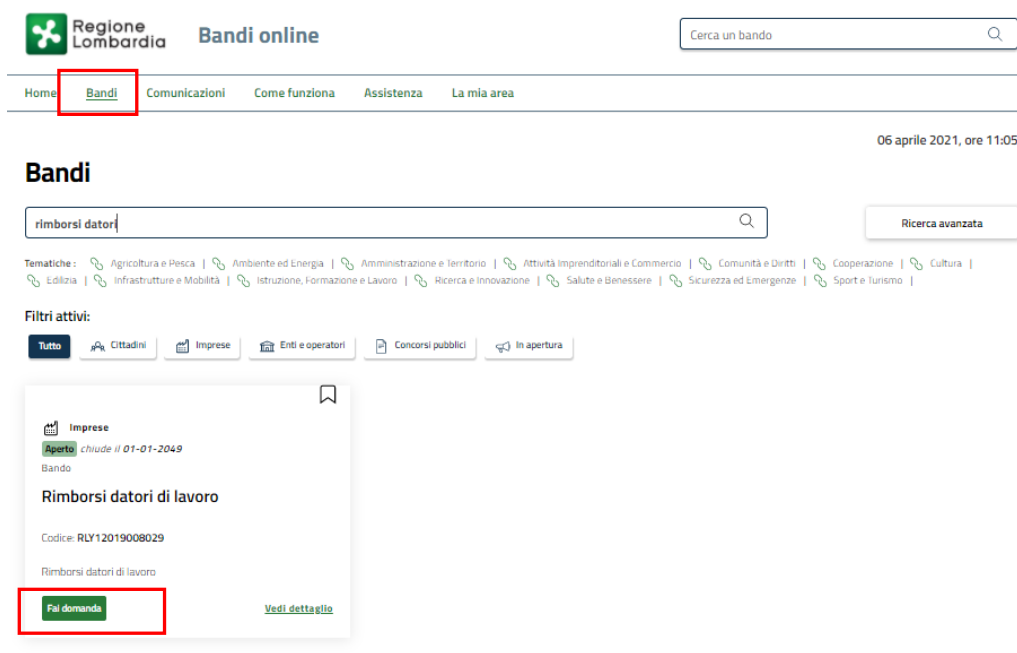 Regione
Lombardia
Bandi online
Cerca un bando
Home Bandi Comunicazioni Come funziona Assistenza La mia area
06 aprile 2021, ore 11:05
Bandi
rimborsi datori
Ricerca avanzata
Tematiche : Agricoltura e Pesca | Ambiente ed Energia | Amministrazione e Territorio | Attività Imprenditoriali e Commercio | Comunità e Diritti | Cooperazione | Cultura |
Edilizia | Infrastrutture e Mobilità | Istruzione, Formazione e Lavoro | Ricerca e Innovazione | Salute e Benessere | Sicurezza ed Emergenze | Sport e Turismo |
Filtri attivi:
Tutto Cittadini Imprese Enti e operatori Concorsi pubblici In apertura
Imprese
Aperto chiude il 01-01-2049
Bando
Rimborsi datori di lavoro
Codice: RLY12019008029
Rimborsi datori di lavoro
Fai domanda Vedi dettaglio